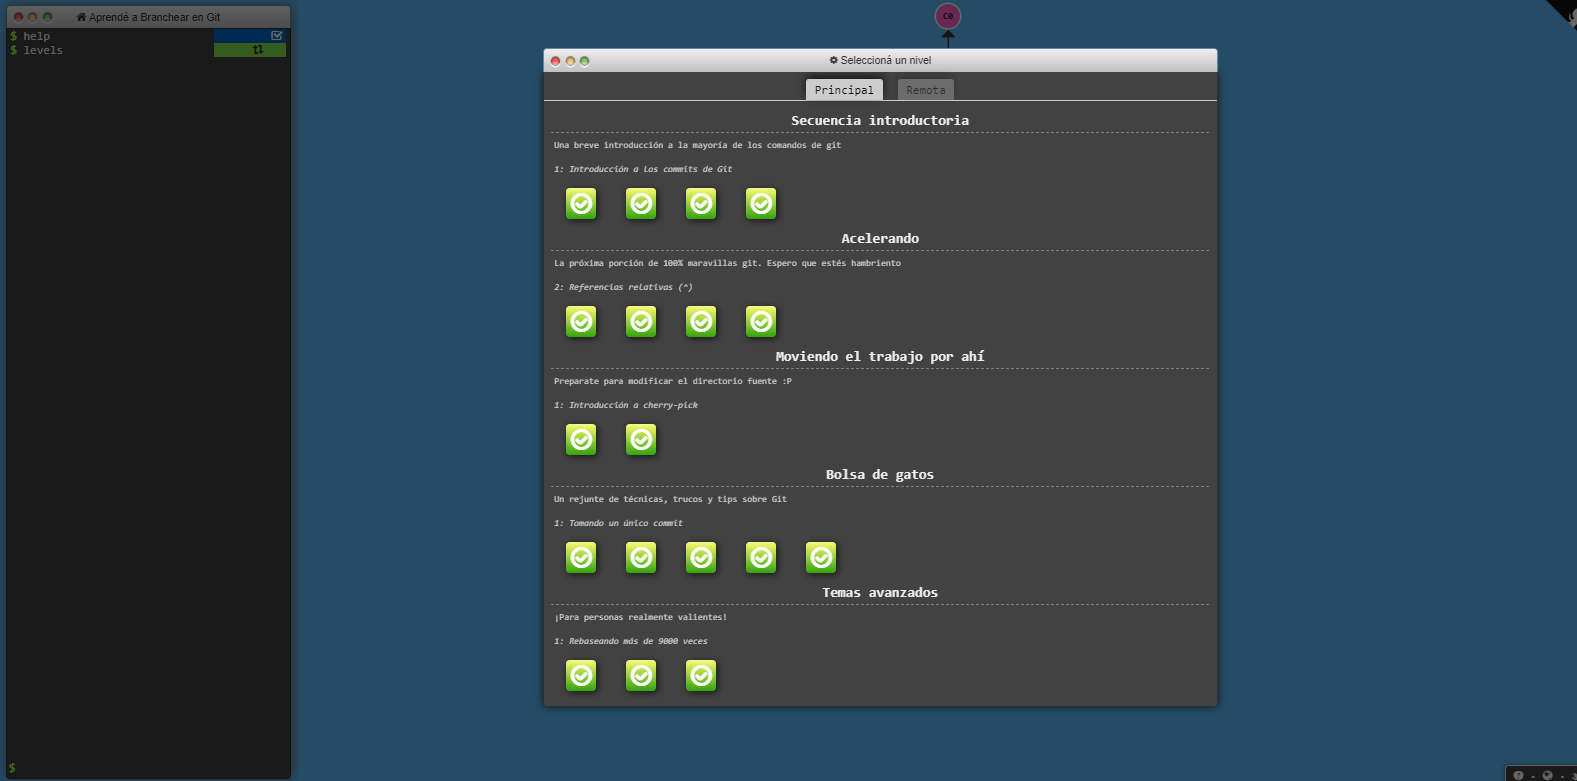 Aprendé a Branchear en Git
$ help
$ levels
$
C0
Seleccioná un nivel
Principal
Remota
Secuencia introductoria
Una breve introducción a la mayoría de los comandos de git
1: Introducción a los commits de Git
Acelerando
La próxima porción de 100% maravillas git. Espero que estés hambriento
2: Referencias relativas (^)
Moviendo el trabajo por ahí
Preparate para modificar el directorio fuente :P
1: Introducción a cherry-pick
Bolsa de gatos
Un rejunte de técnicas, trucos y tips sobre Git
1: Tomando un único commit
Temas avanzados
¡Para personas realmente valientes!
1: Rebaseando más de 9000 veces